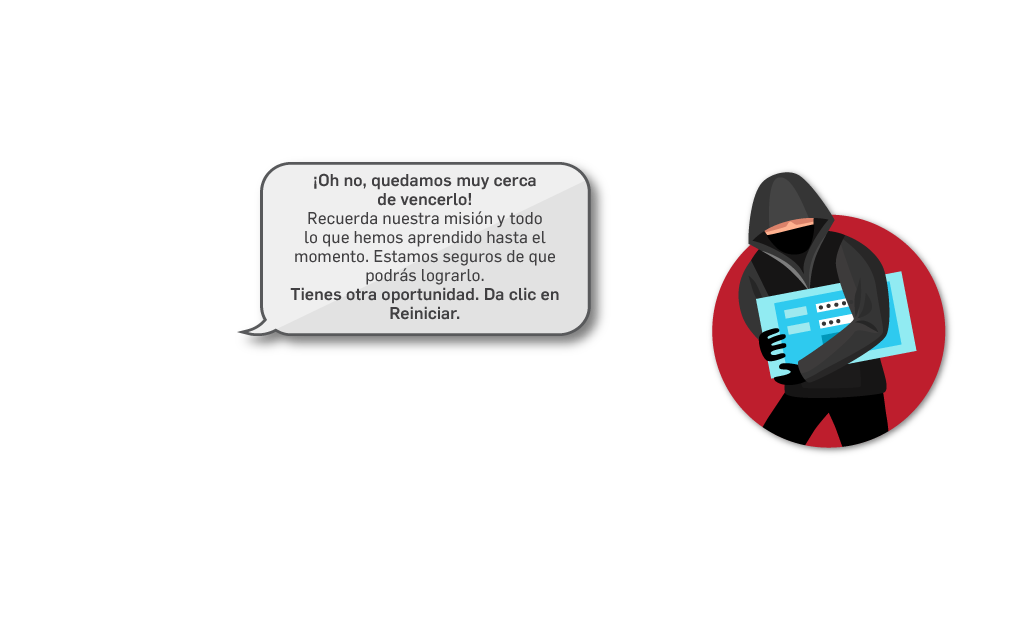 ¡Oh no, quedamos muy cerca
de vencerlo!
Recuerda nuestra misión y todo
lo que hemos aprendido hasta el
momento. Estamos seguros de que
podrás lograrlo.
Tienes otra oportunidad. Da clic en
Reiniciar.